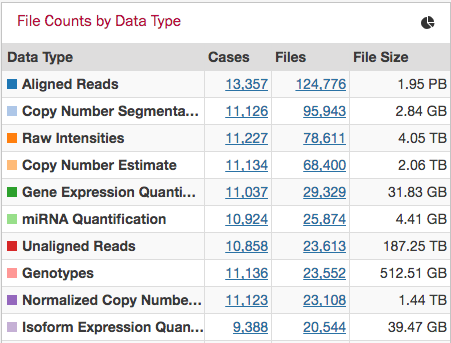 File Counts by Data Type
Data Type Cases Files File Size
Aligned Reads 13,357 124,776 1.95 PB
Copy Number Segmenta... 11,126 95,943 2.84 GB
Raw Intensities 11,227 78,611 4.05 TB
Copy Number Estimate 11,134 68,400 2.06 TB
Gene Expression Quanti... 11,037 29,329 31.83 GB
miRNA Quantification 10,924 25,874 4.41 GB
Unaligned Reads 10,858 23,613 187.25 TB
Genotypes 11,136 23,552 512.51 GB
Normalized Copy Numbe... 11,123 23,108 1.44 TB
Isoform Expression Quan... 9,388 20,544 39.47 GB